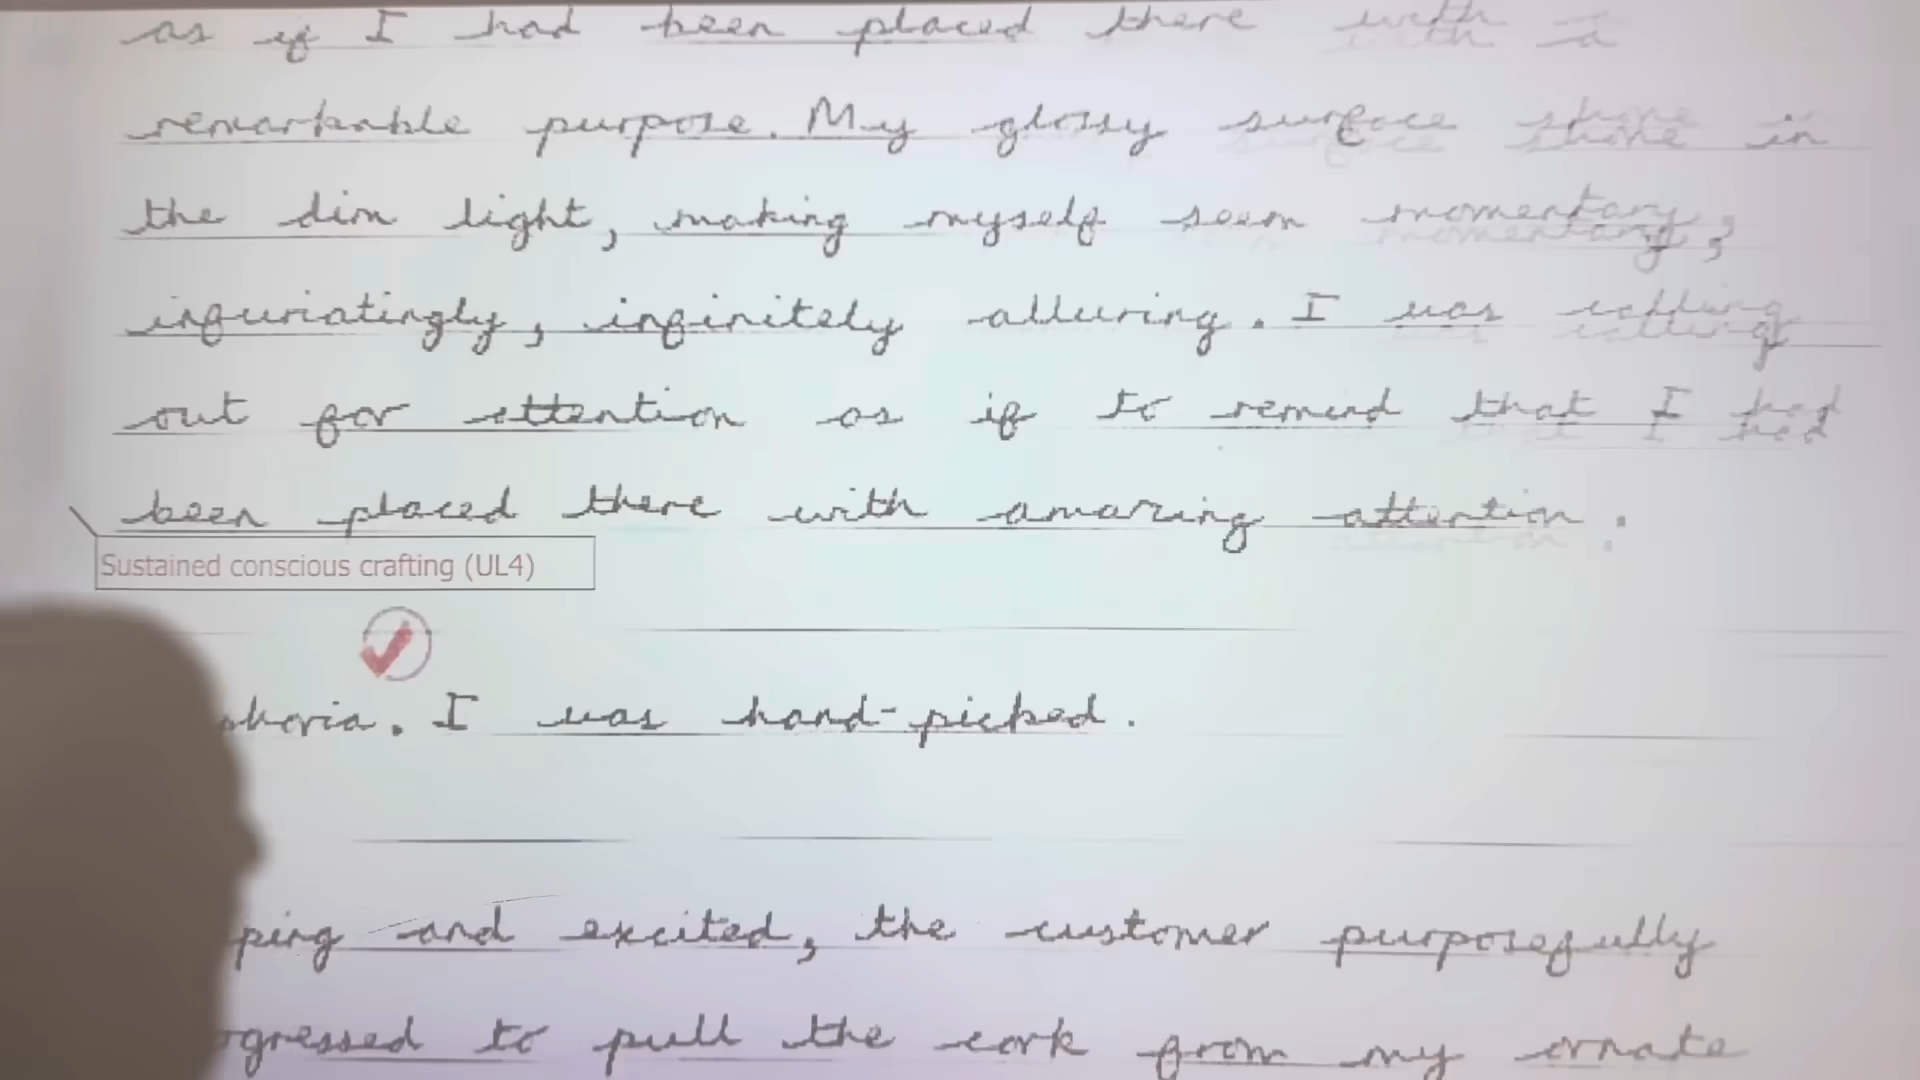 as if I had been placed there with a
remarkable purpose. My glossy surface shone in
the dim light, making myself seem momentary,
infuriatingly, infinitely alluring. I was calling
out for attention as if to remind that I had
been placed there with amazing attention.
Sustained conscious crafting (UL4)
phoria. I was hand-picked.
ping and excited, the customer purposefully
ogressed to pull the cork from my ornate